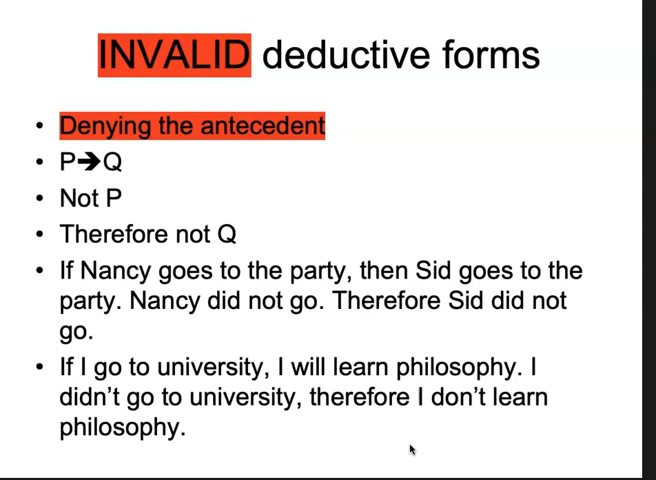 INVALID deductive forms
• Denying the antecedent
• P➔Q
• Not P
• Therefore not Q
• If Nancy goes to the party, then Sid goes to the
party. Nancy did not go. Therefore Sid did not
go.
• If I go to university, I will learn philosophy. I
didn't go to university, therefore I don't learn
philosophy.